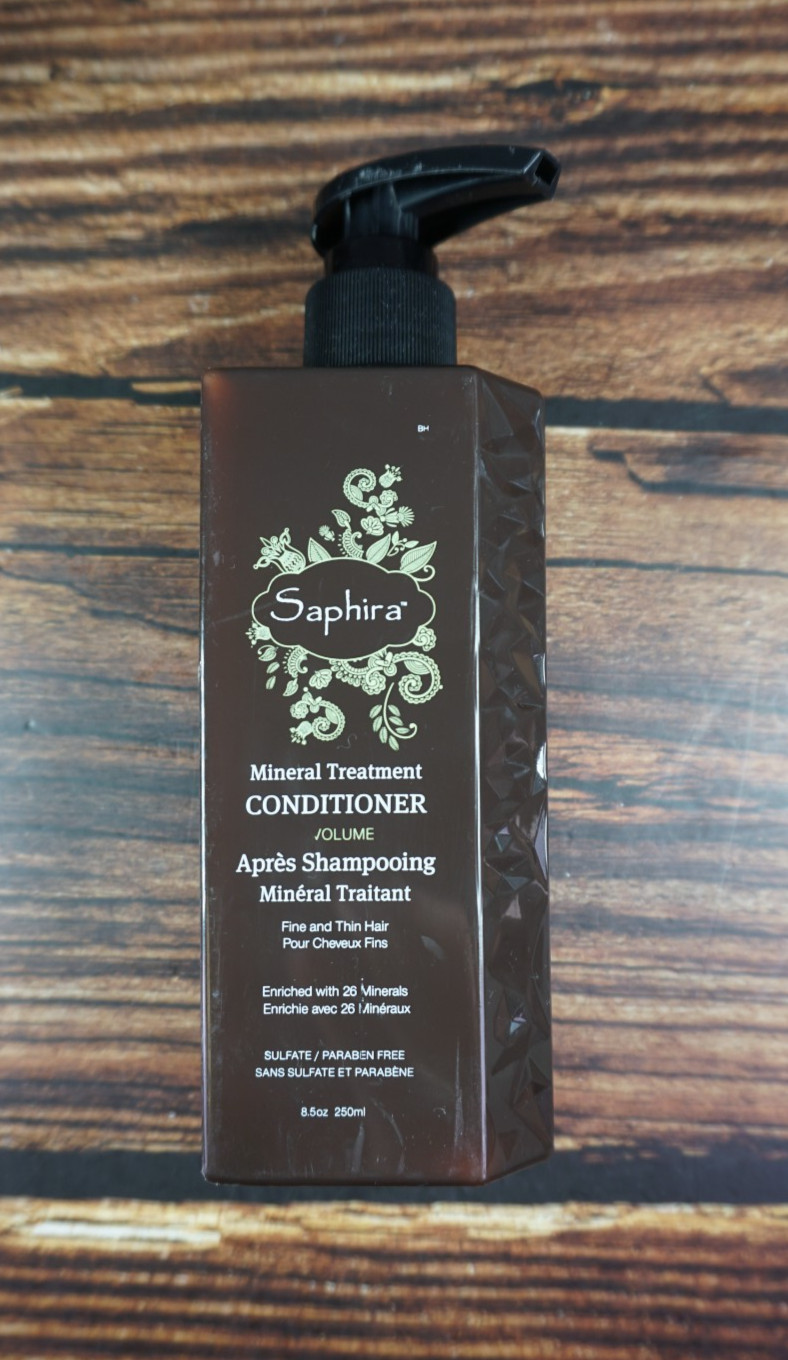 BH
Saphira™
Mineral Treatment
CONDITIONER
VOLUME
Après Shampooing
Minéral Traitant
Fine and Thin Hair
Pour Cheveux Fins
Enriched with 26 Minerals
Enrichie avec 26 Minéraux
SULFATE / PARABEN FREE
SANS SULFATE ET PARABÈNE
8.5oz 250ml